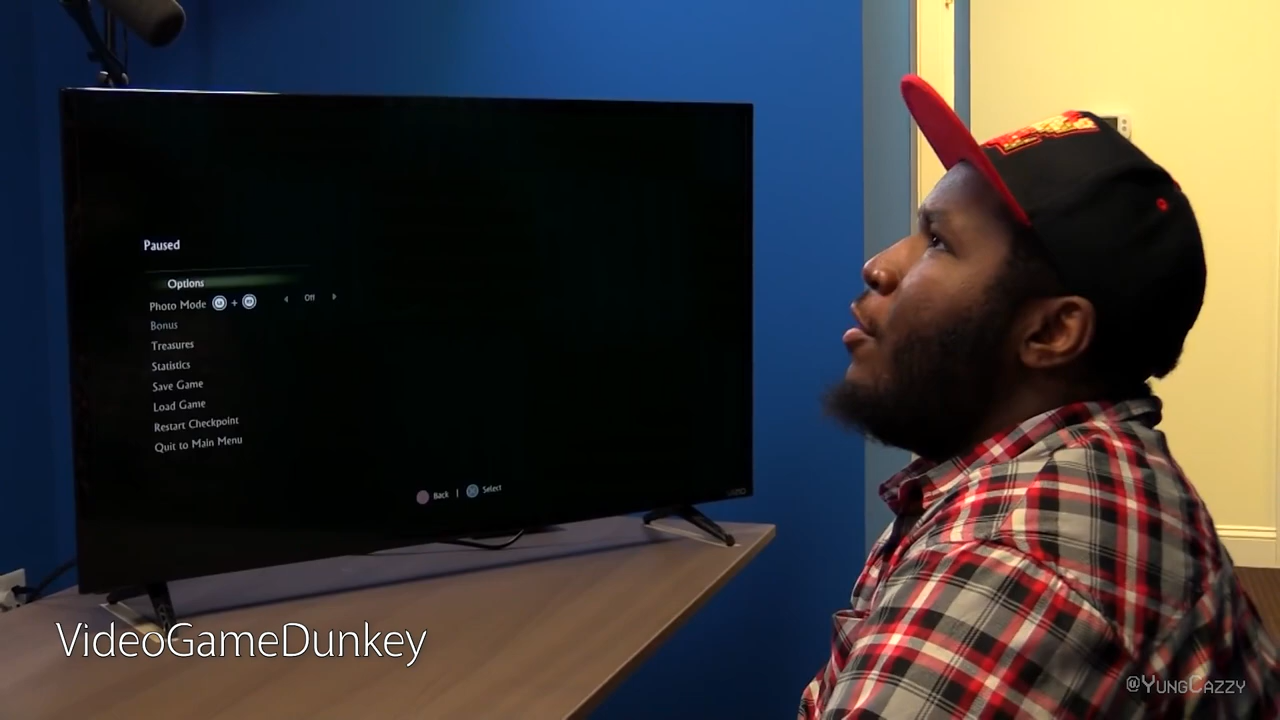 Paused
Options
Photo Mode + Off
Bonus
Treasures
Statistics
Save Game
Load Game
Restart Checkpoint
Quit to Main Menu
Back | Select
VIZIO
VideoGameDunkey
@YungCazzy